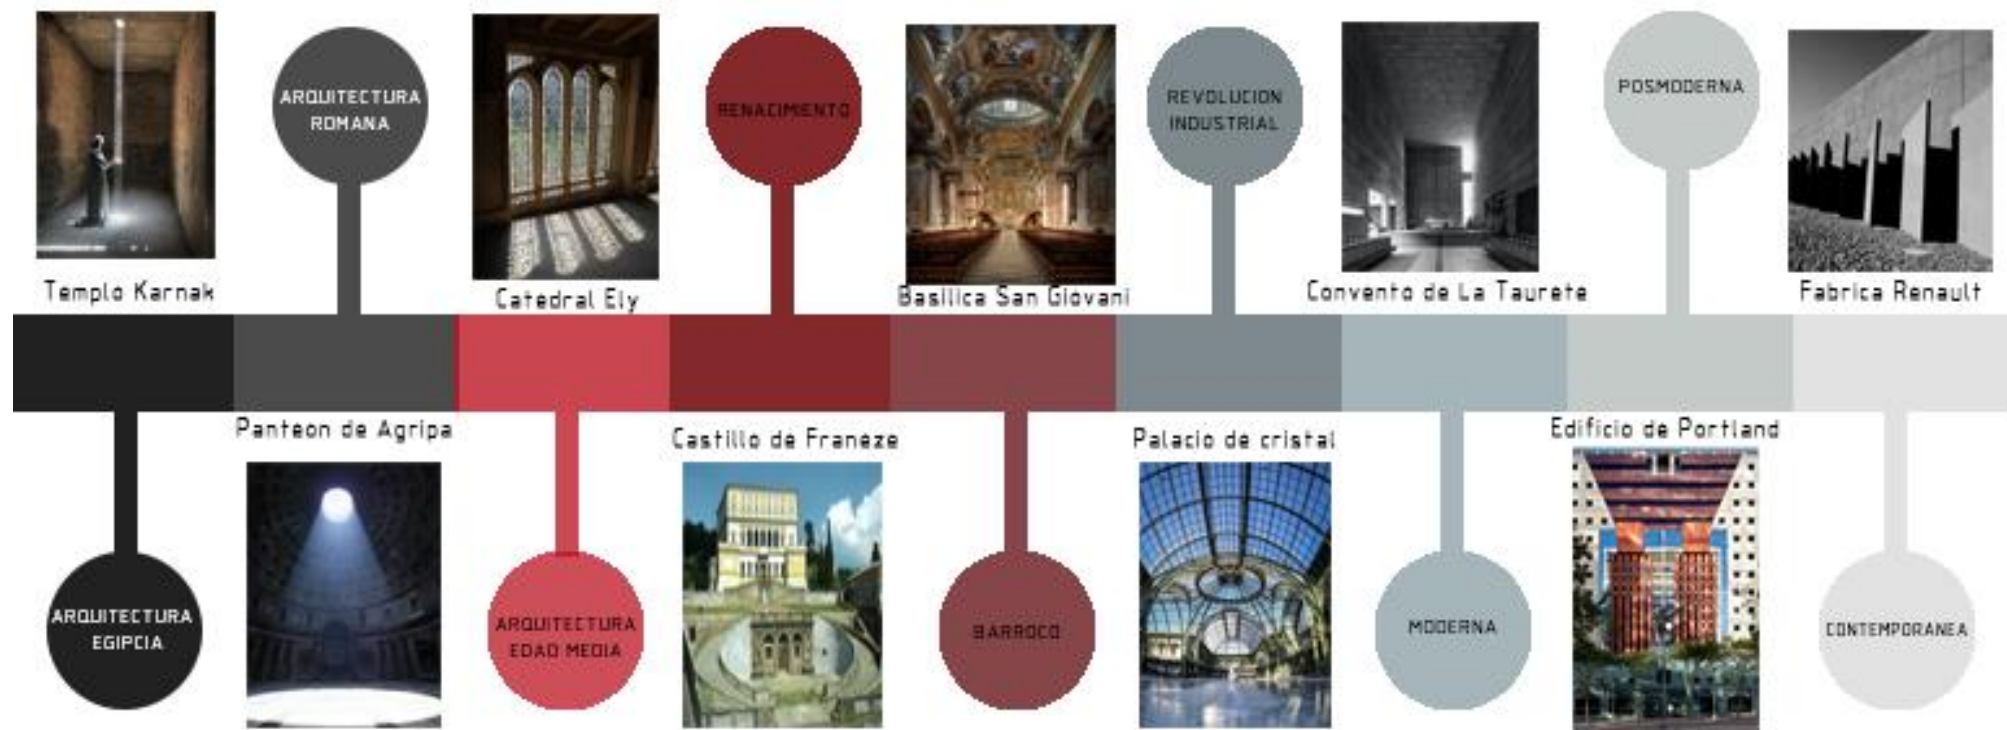 ARQUITECTURA
ROMANA
RENACIMIENTO
REVOLUCION
INDUSTRIAL
POSMODERNA
Templo Karnak
Catedral Ely
Basilica San Giovani
Convento de La Taurete
Fabrica Renault
Panteon de Agripa
Castillo de Franeze
Palacio de cristal
Edificio de Portland
ARQUITECTURA
EGIPCIA
ARQUITECTURA
EDAD MEDIA
BARROCO
MODERNA
CONTEMPORANEA